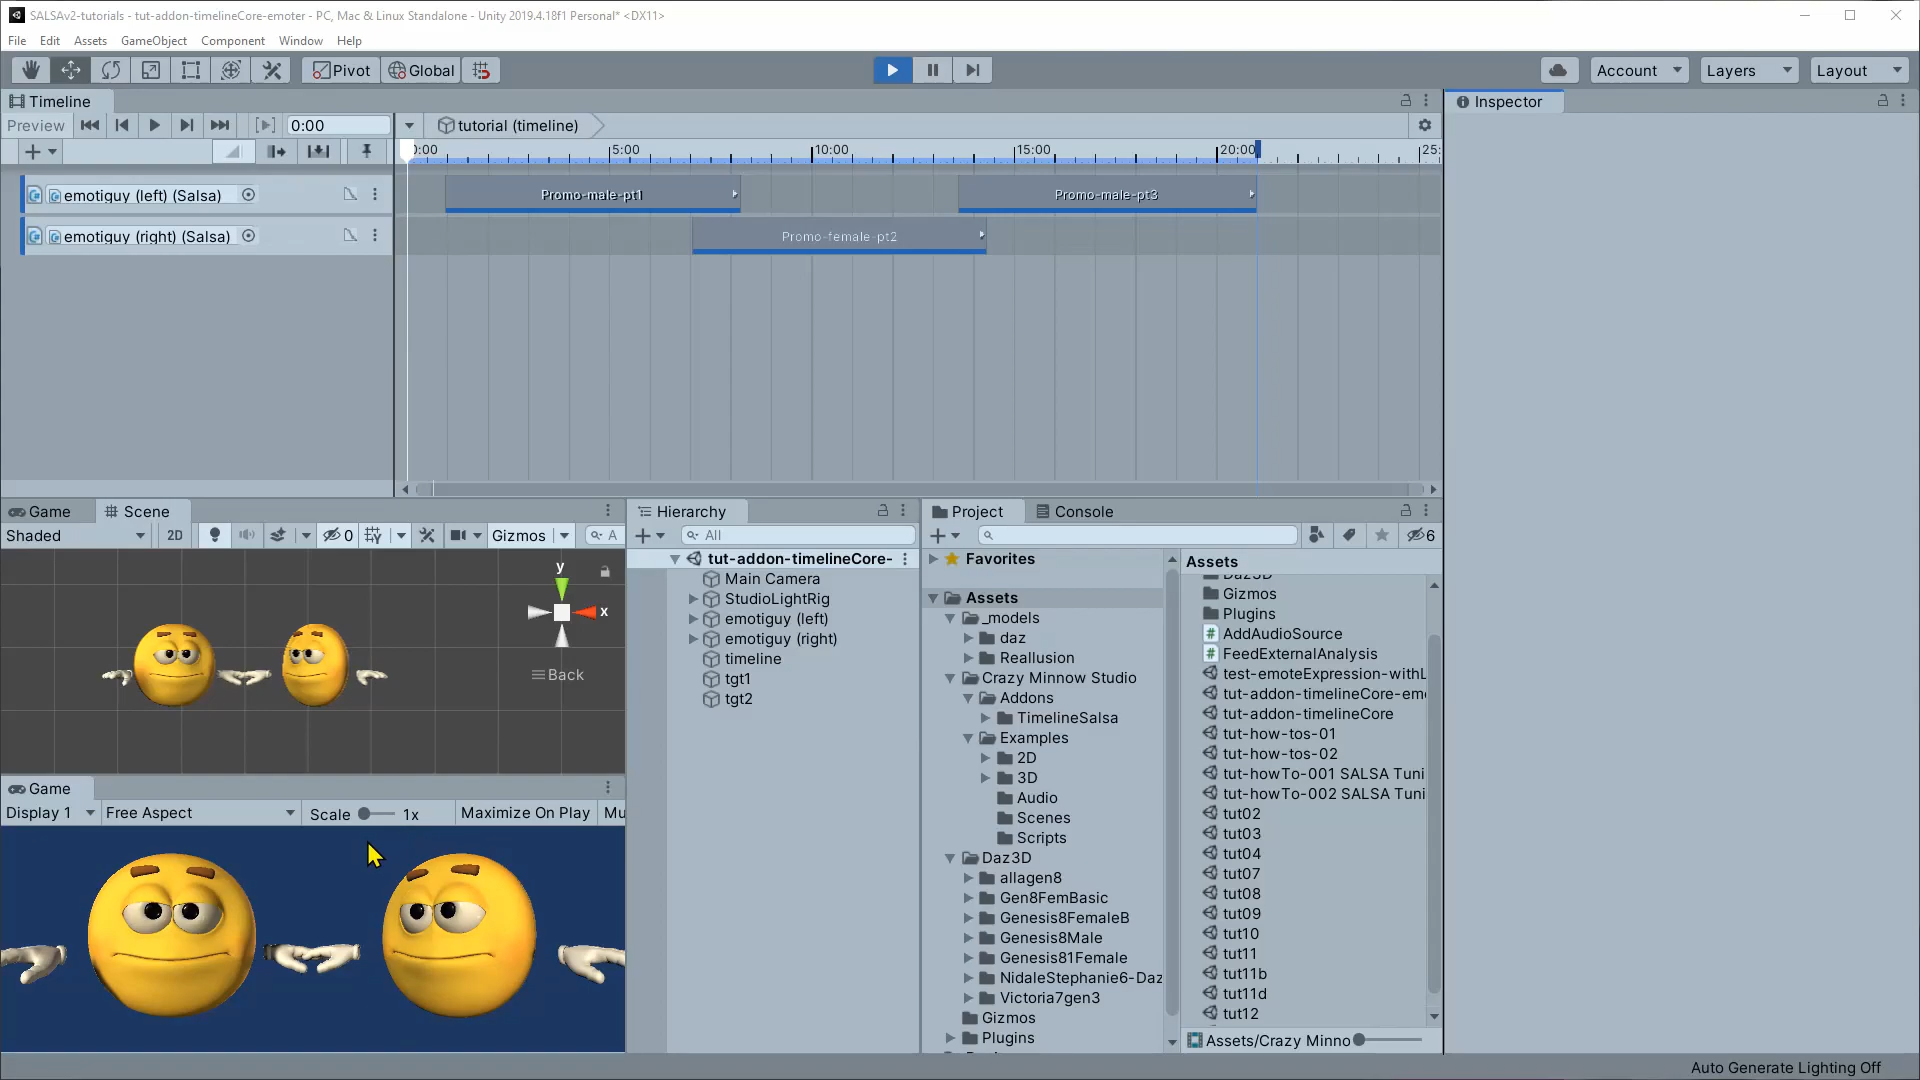 SALSAv2-tutorials - tut-addon-timelineCore-emoter - PC, Mac & Linux Standalone - Unity 2019.4.18f1 Personal* <DX11>
File Edit Assets GameObject Component Window Help
Pivot Global Account Layers Layout
Timeline
Preview 0:00 tutorial (timeline)
0:00 5:00 10:00 15:00 20:00 25:
emotiguy (left) (Salsa) Promo-male-pt1 Promo-male-pt3
emotiguy (right) (Salsa) Promo-female-pt2
Inspector
Game Scene
Shaded 2D 0 Gizmos A
y
x
Back
Game
Display 1 Free Aspect Scale 1x Maximize On Play Mu
Hierarchy
All
tut-addon-timelineCore-
Main Camera
StudioLightRig
emotiguy (left)
emotiguy (right)
timeline
tgt1
tgt2
Project Console
6
Favorites
Assets
_models
daz
Reallusion
Crazy Minnow Studio
Addons
TimelineSalsa
Examples
2D
3D
Audio
Scenes
Scripts
Daz3D
allagen8
Gen8FemBasic
Genesis8FemaleB
Genesis8Male
Genesis81Female
NidaleStephanie6-Daz
Victoria7gen3
Gizmos
Plugins
Assets
Daz3D
Gizmos
Plugins
AddAudioSource
FeedExternalAnalysis
test-emoteExpression-withL
tut-addon-timelineCore-emo
tut-addon-timelineCore
tut-how-tos-01
tut-how-tos-02
tut-howTo-001 SALSA Tuni
tut-howTo-002 SALSA Tuni
tut02
tut03
tut04
tut07
tut08
tut09
tut10
tut11
tut11b
tut11d
tut12
Assets/Crazy Minno
Auto Generate Lighting Off